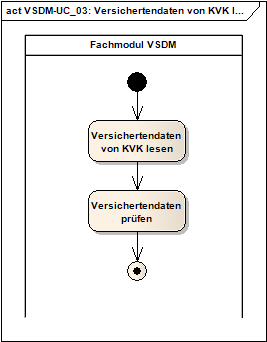 act VSDM-UC_03: Versichertendaten von KVK l...
Fachmodul VSDM
Versichertendaten
von KVK lesen
Versichertendaten
prüfen